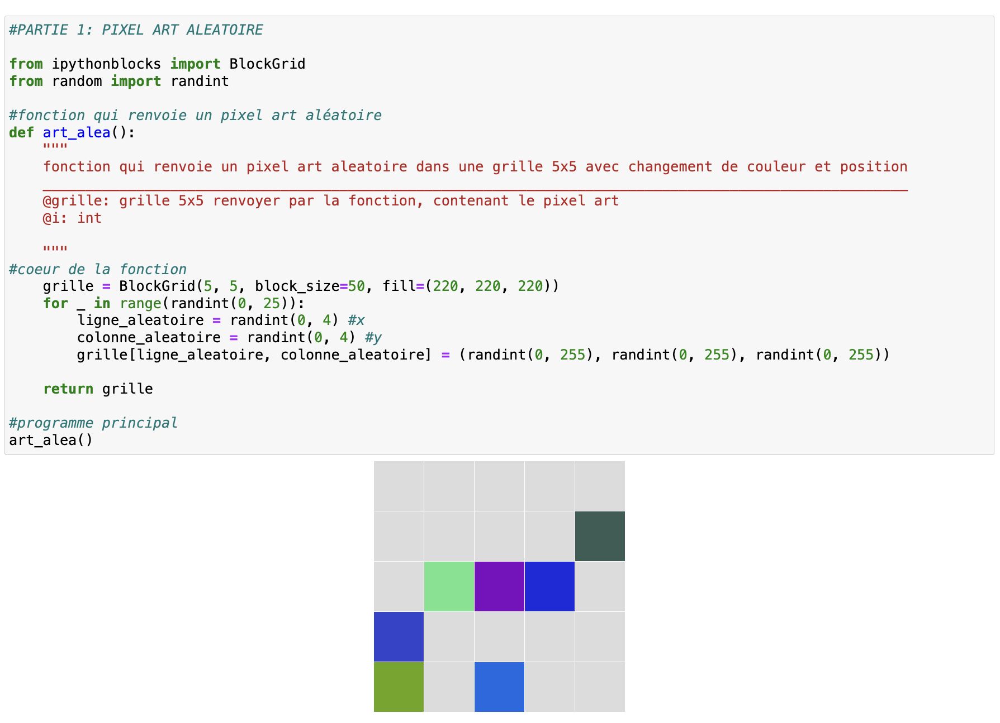 #PARTIE 1: PIXEL ART ALEATOIRE
from ipythonblocks import BlockGrid
from random import randint
#fonction qui renvoie un pixel art aléatoire
def art_alea():
"""
fonction qui renvoie un pixel art aleatoire dans une grille 5x5 avec changement de couleur et position
______________________________________________________________________________________________________
@grille: grille 5x5 renvoyer par la fonction, contenant le pixel art
@i: int
"""
#coeur de la fonction
grille = BlockGrid(5, 5, block_size=50, fill=(220, 220, 220))
for _ in range(randint(0, 25)):
ligne_aleatoire = randint(0, 4) #x
colonne_aleatoire = randint(0, 4) #y
grille[ligne_aleatoire, colonne_aleatoire] = (randint(0, 255), randint(0, 255), randint(0, 255))
return grille
#programme principal
art_alea()